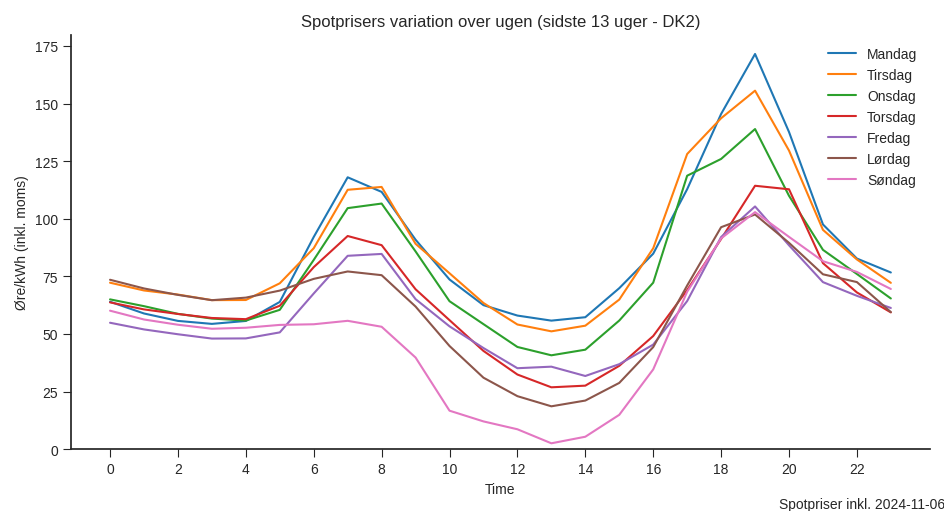 Spotprisers variation over ugen (sidste 13 uger - DK2)
175
150
125
100
75
50
25
0
Øre/kWh (inkl. moms)
Mandag
Tirsdag
Onsdag
Torsdag
Fredag
Lørdag
Søndag
0 2 4 6 8 10 12 14 16 18 20 22
Time
Spotpriser inkl. 2024-11-06